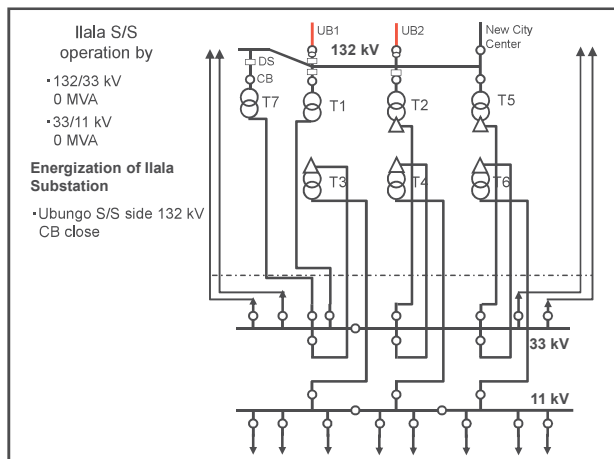 Ilala S/S
operation by
▪132/33 kV
0 MVA
▪33/11 kV
0 MVA
Energization of Ilala
Substation
▪Ubungo S/S side 132 kV
CB close
UB1
UB2
New City
Center
132 kV
DS
CB
T7
T1
T2
T5
T3
T4
T6
33 kV
11 kV